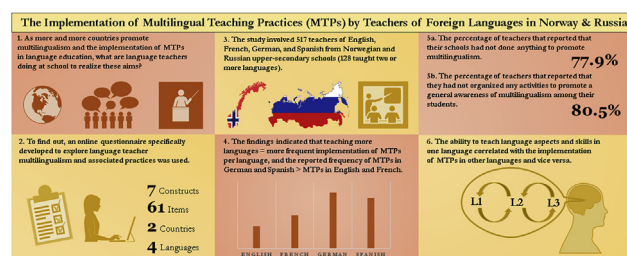 The Implementation of Multilingual Teaching Practices (MTPs) by Teachers of Foreign Languages in Norway & Russia
1. As more and more countries promote
multilingualism and the implementation of MTPs
in language education, what are language teachers
doing at school to realize these aims?
2. To find out, an online questionnaire specifically
developed to explore language teacher
multilingualism and associated practices was used.
7 Constructs
61 Items
2 Countries
4 Languages
3. The study involved 517 teachers of English,
French, German, and Spanish from Norwegian and
Russian upper-secondary schools (128 taught two or
more languages).
4. The findings indicated that teaching more
languages = more frequent implementation of MTPs
per language, and the reported frequency of MTPs in
German and Spanish > MTPs in English and French.
ENGLISH FRENCH GERMAN SPANISH
5a. The percentage of teachers that reported that
their schools had not done anything to promote
multilingualism.
77.9%
5b. The percentage of teachers that reported that
they had not organized any activities to promote a
general awareness of multilingualism among their
students.
80.5%
6. The ability to teach language aspects and skills in
one language correlated with the implementation
of MTPs in other languages and vice versa.
L1 L2 L3